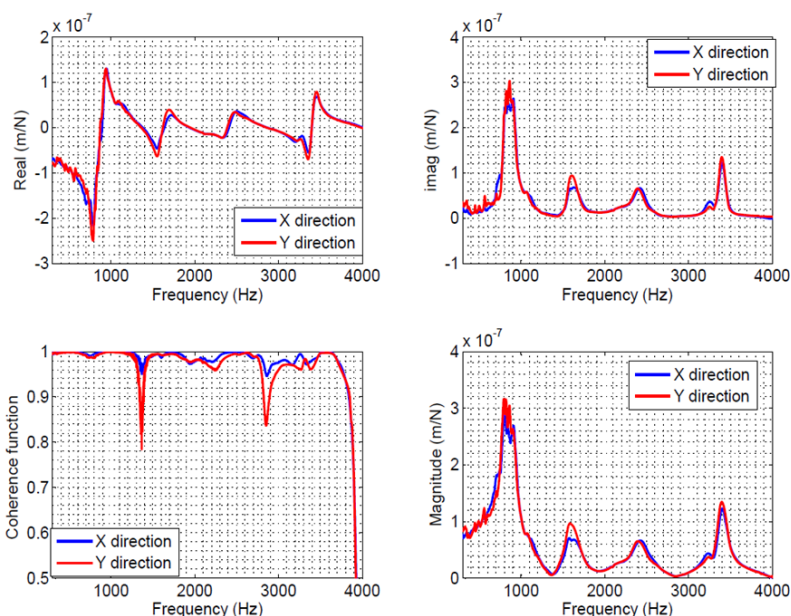 x 10⁻⁷
2
1
0
-1
-2
-3
Real (m/N)
X direction
Y direction
1000 2000 3000 4000
Frequency (Hz)
x 10⁻⁷
4
3
2
1
0
-1
imag (m/N)
X direction
Y direction
1000 2000 3000 4000
Frequency (Hz)
1
0.9
0.8
0.7
0.6
0.5
Coherence function
X direction
Y direction
1000 2000 3000 4000
Frequency (Hz)
x 10⁻⁷
4
3
2
1
0
Magnitude (m/N)
X direction
Y direction
1000 2000 3000 4000
Frequency (Hz)